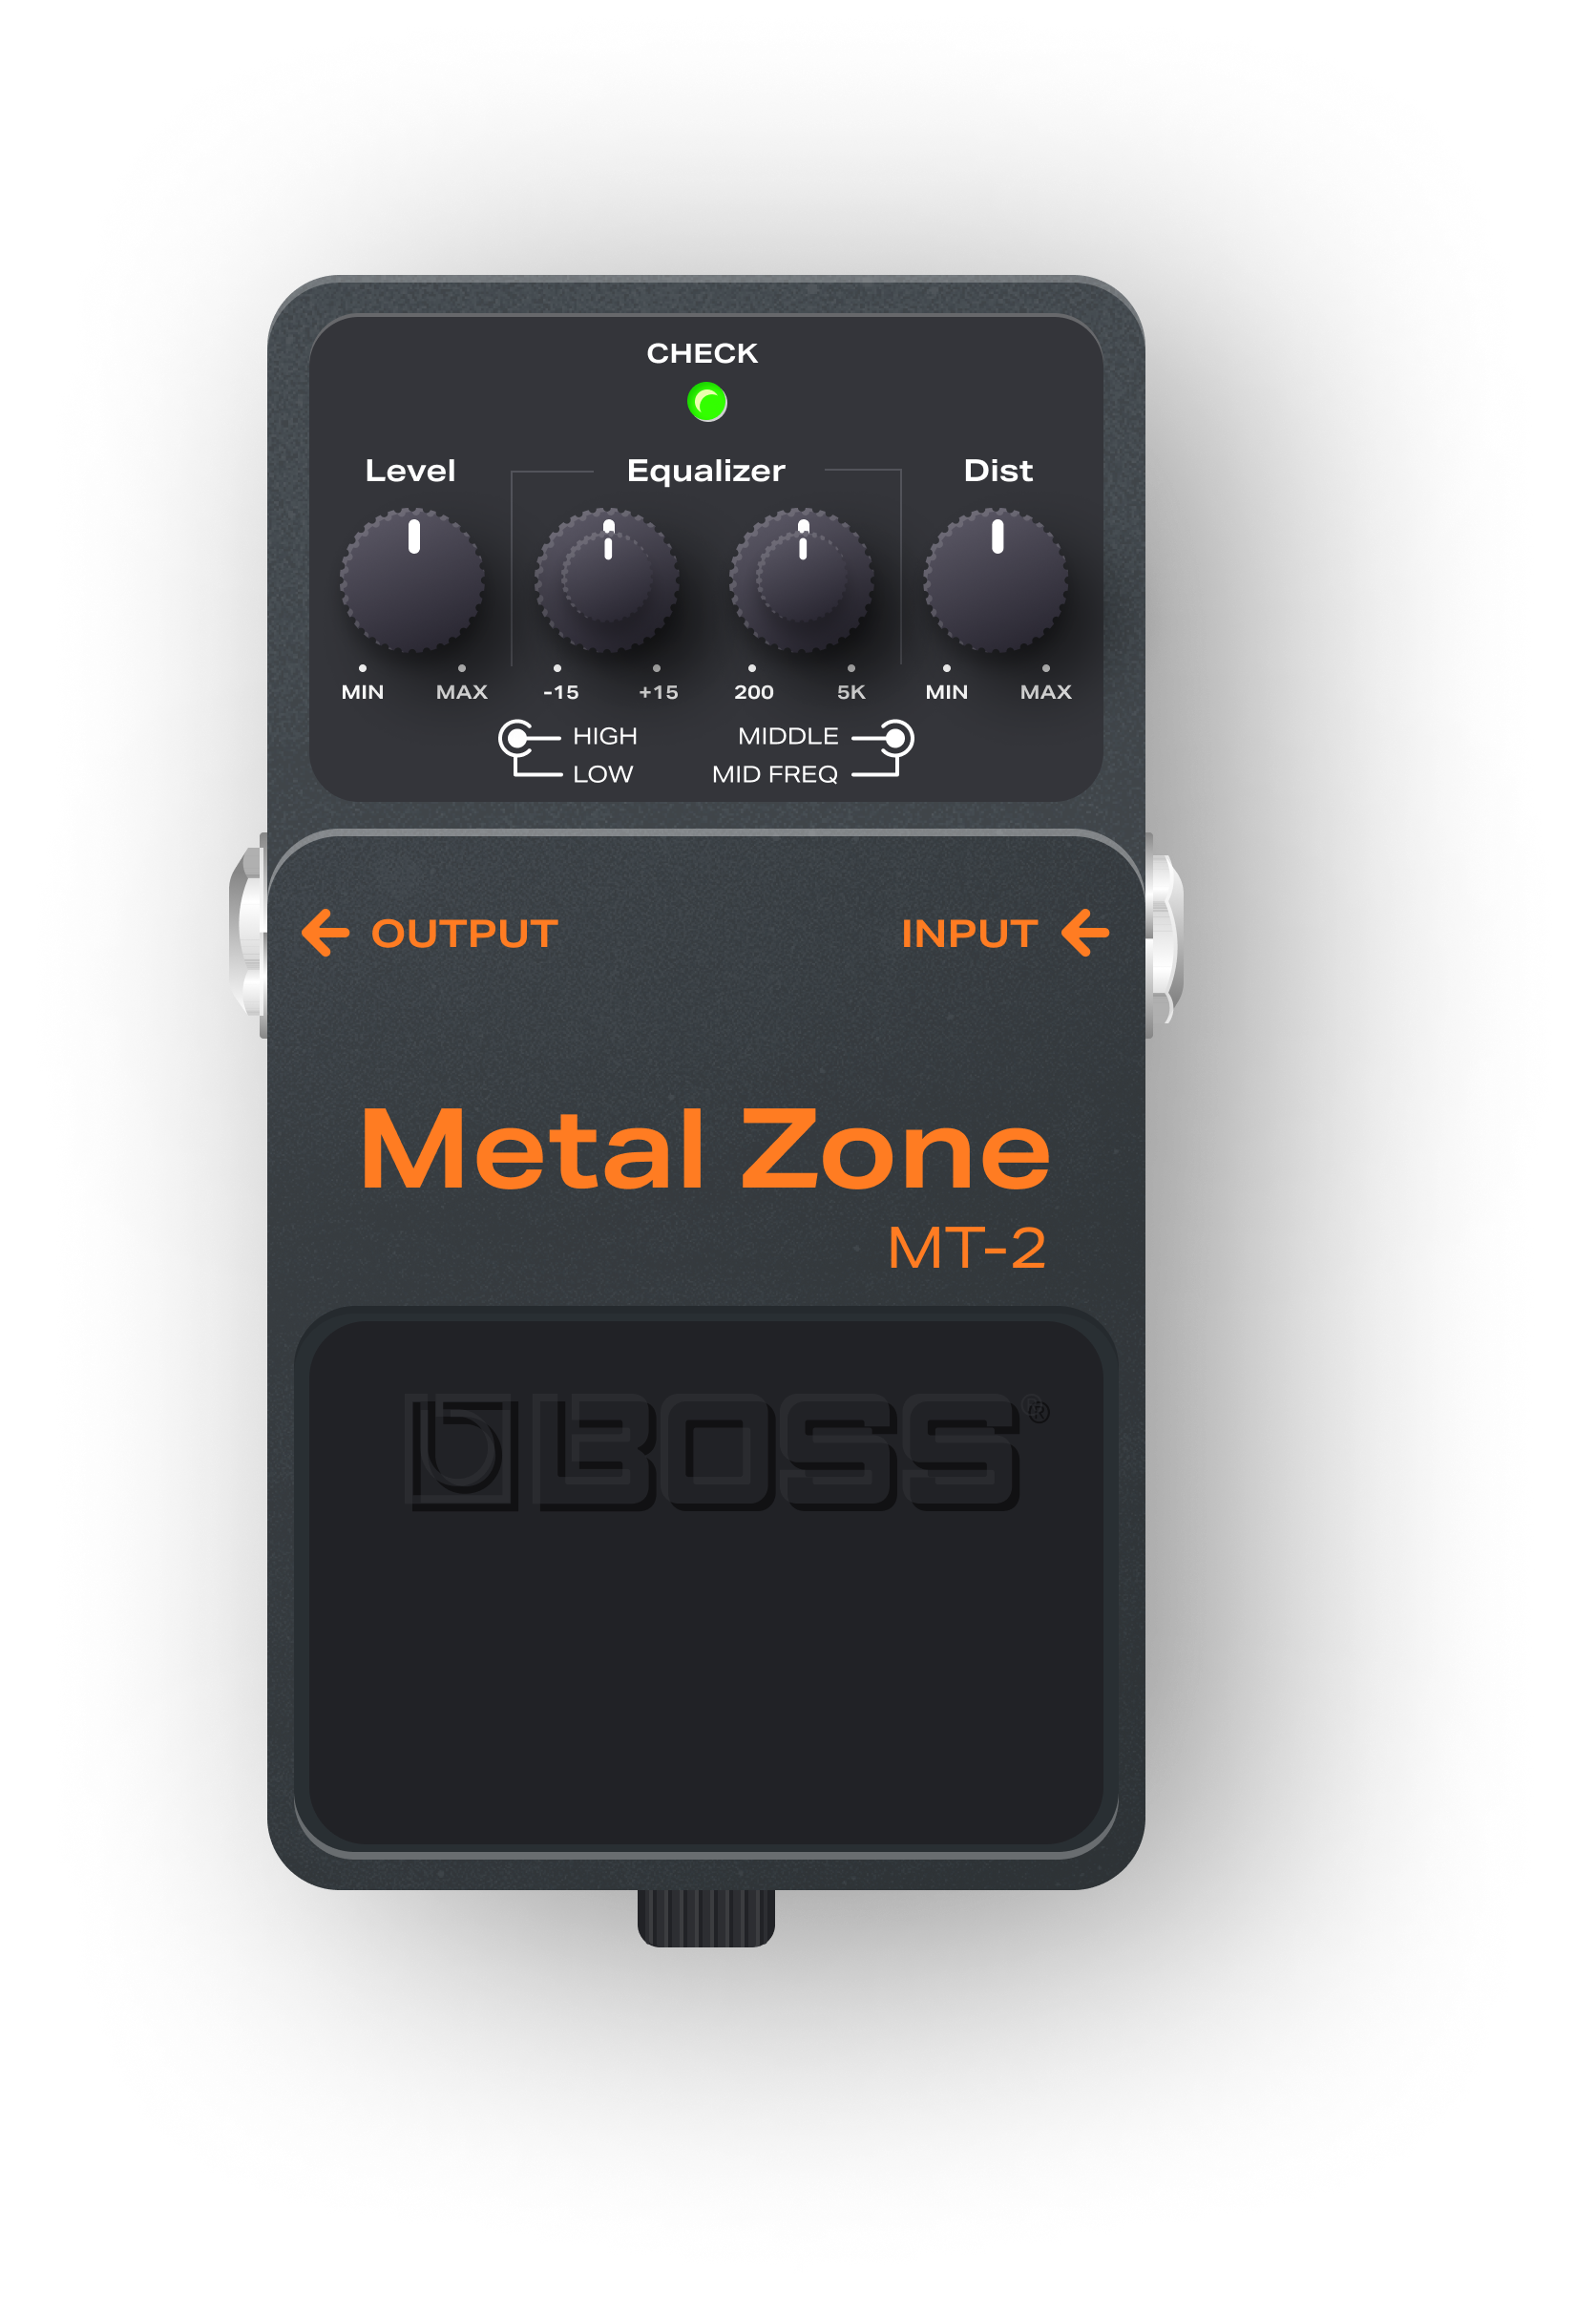 CHECK
Level Equalizer Dist
MIN MAX -15 +15 200 5K MIN MAX
HIGH MIDDLE
LOW MID FREQ
← OUTPUT INPUT ←
Metal Zone
MT-2
BOSS®